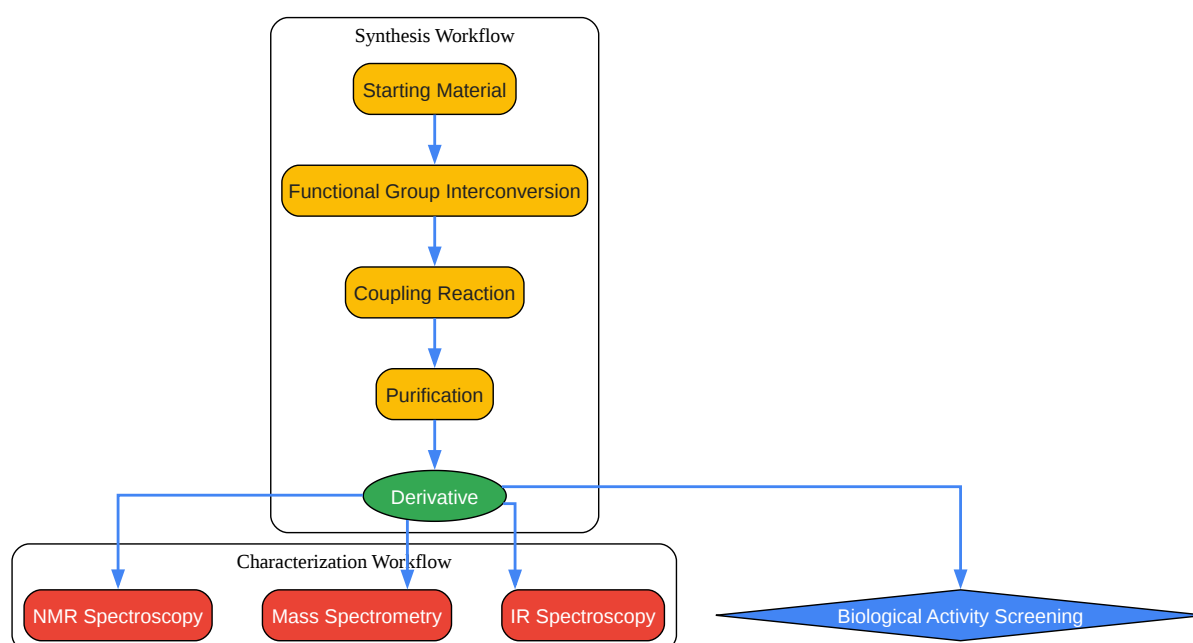 Synthesis Workflow
Starting Material
Functional Group Interconversion
Coupling Reaction
Purification
Derivative
Characterization Workflow
NMR Spectroscopy
Mass Spectrometry
IR Spectroscopy
Biological Activity Screening